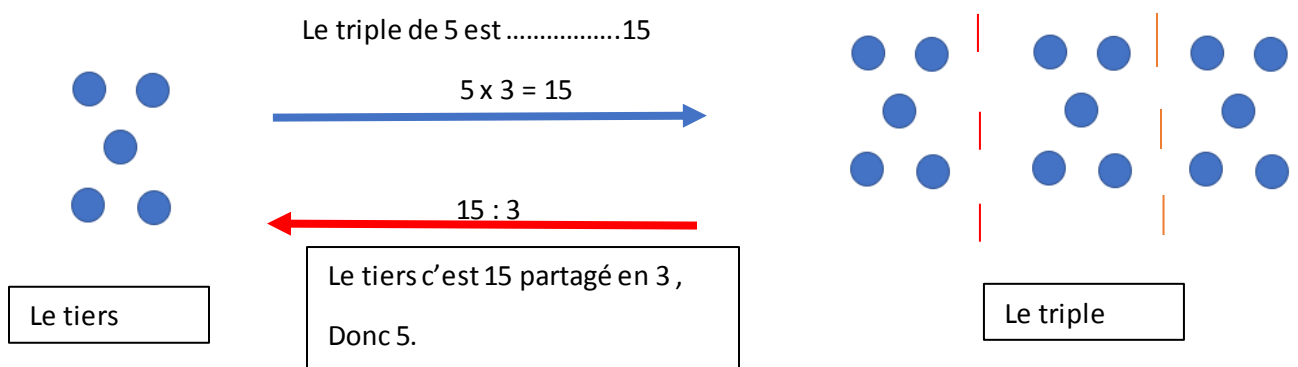 Le triple de 5 est .................15
5 x 3 = 15
15 : 3
Le tiers c’est 15 partagé en 3 ,
Donc 5.
Le tiers
Le triple